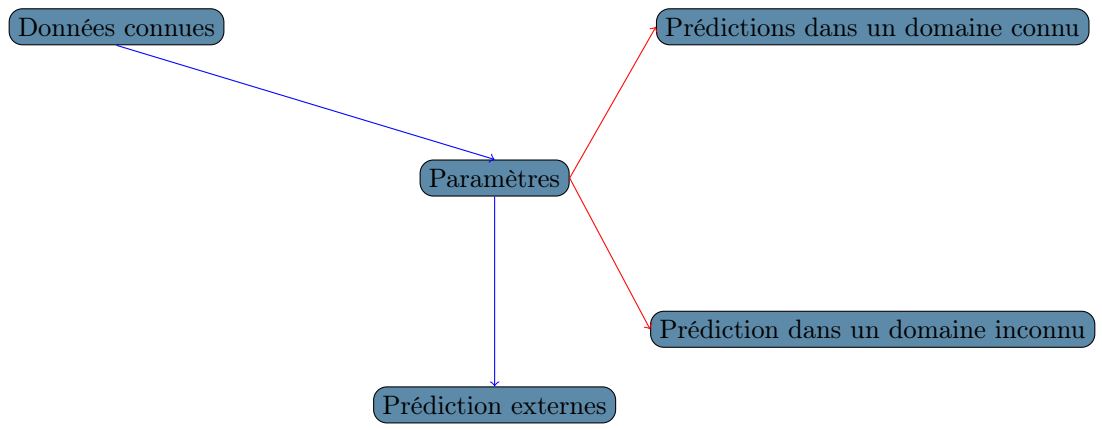 Données connues
Prédictions dans un domaine connu
Paramètres
Prédiction dans un domaine inconnu
Prédiction externes